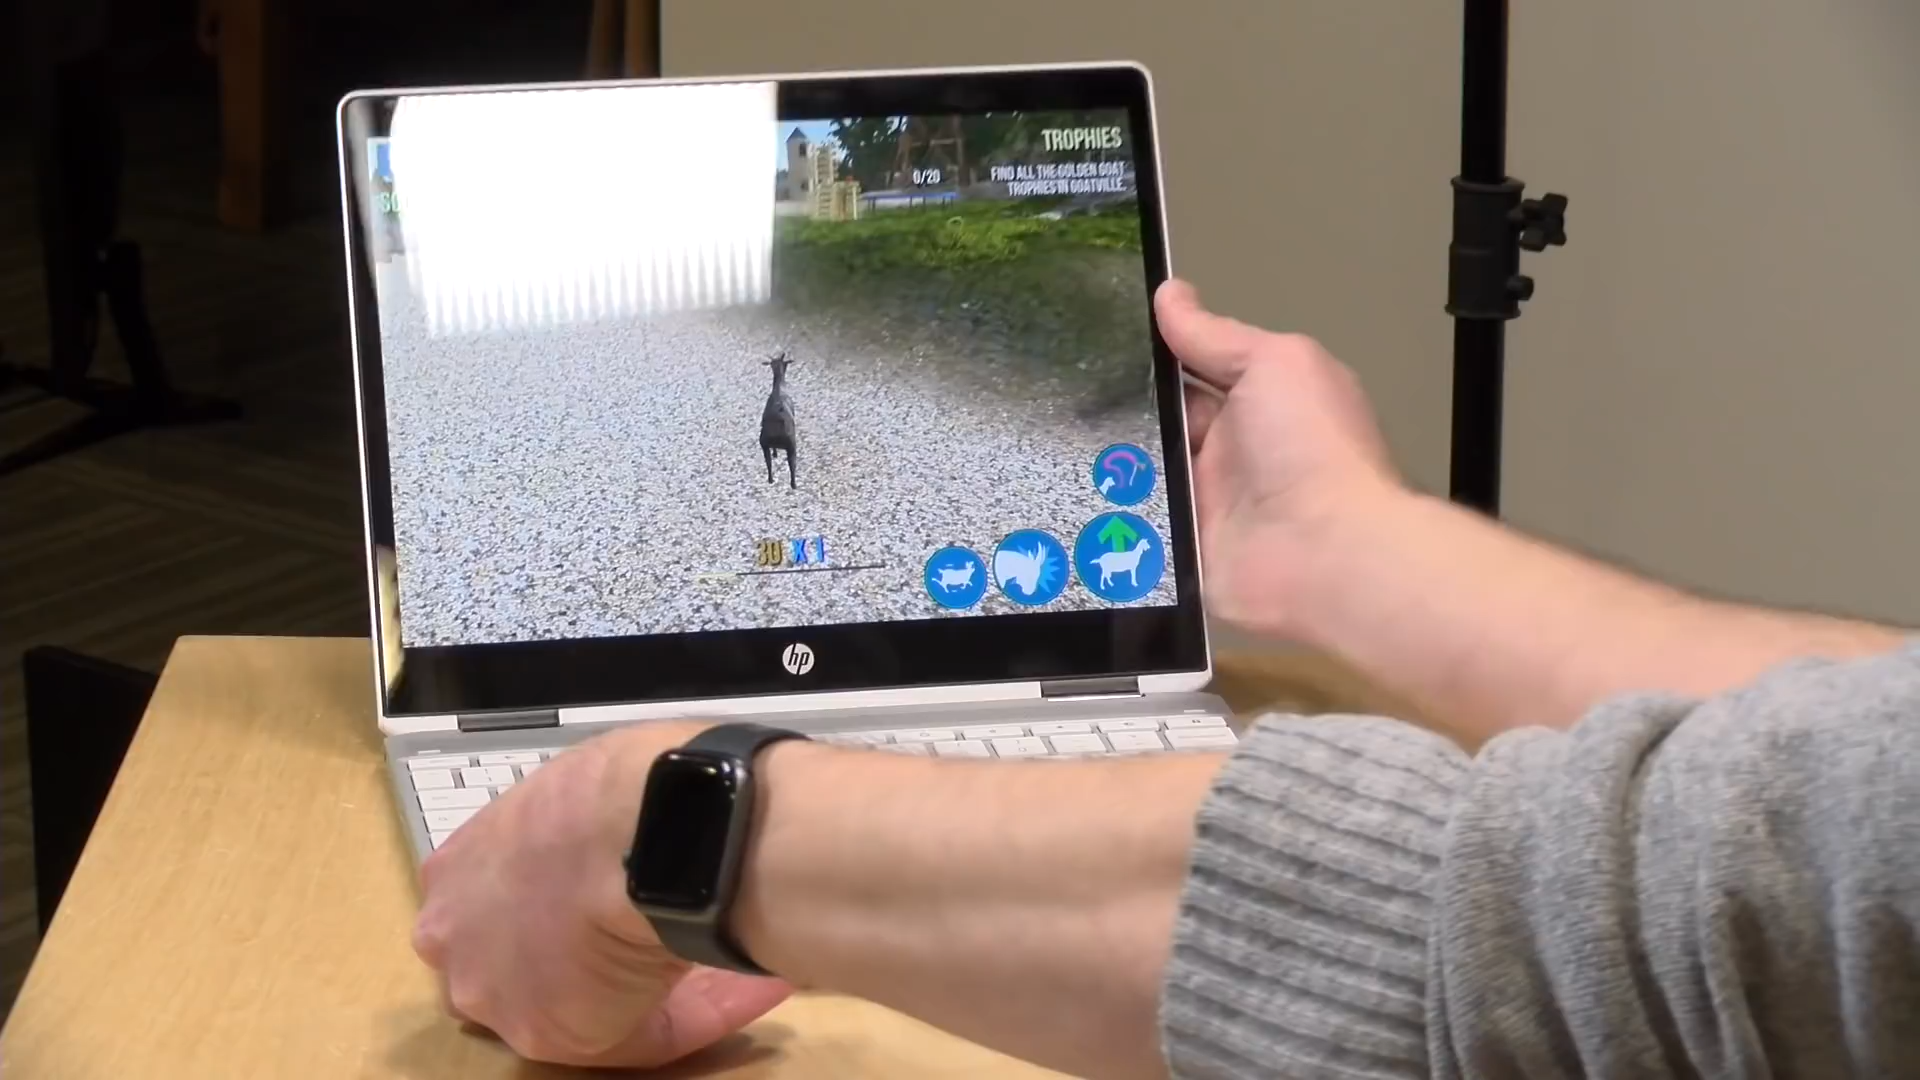 TROPHIES
0/20
FIND ALL THE GOLDEN GOAT
TROPHIES IN GOATVILLE.
30 X 1
hp